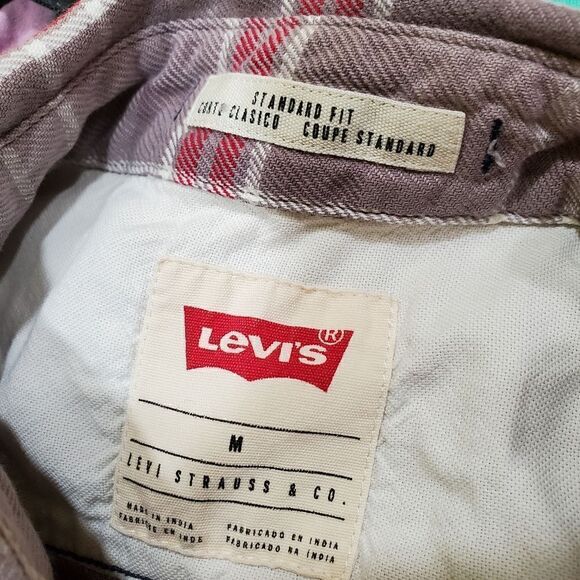 STANDARD FIT
CORTE CLASICO COUPE STANDARD
LEVI'S®
M
LEVI STRAUSS & CO.
MADE IN INDIA FABRICADO EN INDIA
FABRIQUÉ EN INDE FABRICADO NA ÍNDIA